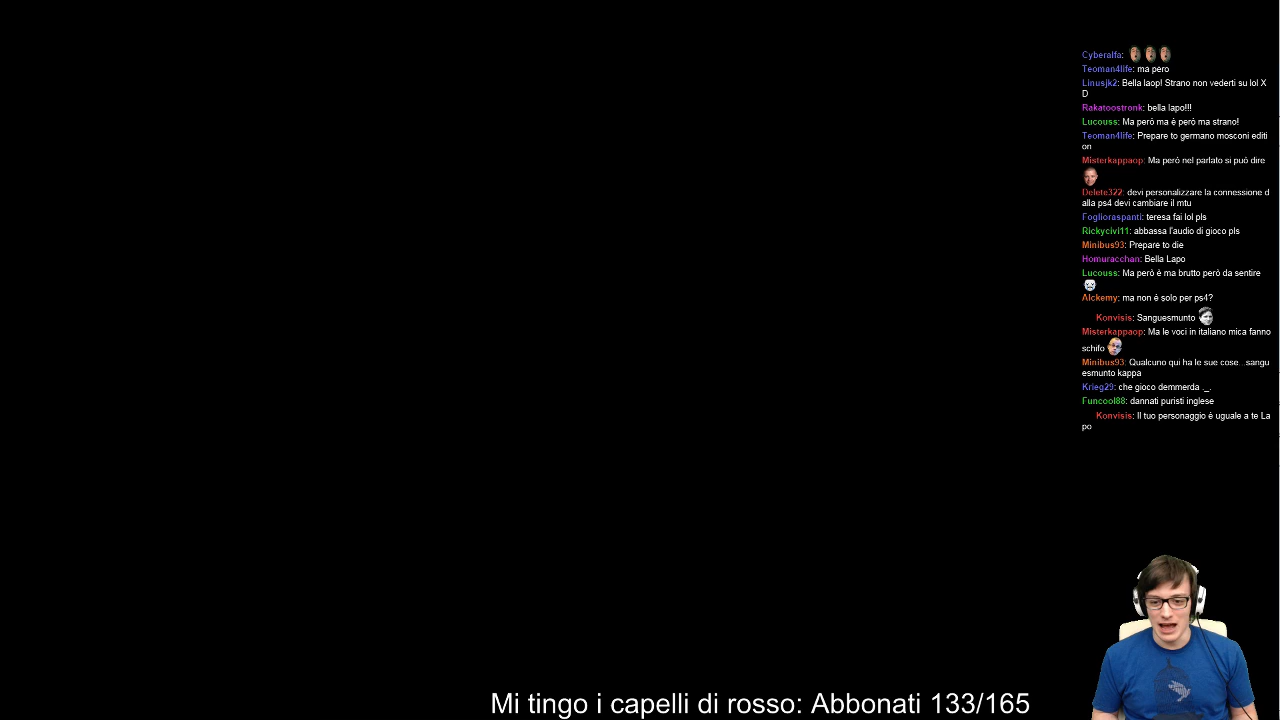 Cyberalfa:
Teoman4life: ma pero
Linusjk2: Bella laop! Strano non vederti su lol X
D
Rakatoostronk: bella lapo!!!
Lucouss: Ma però ma è però ma strano!
Teoman4life: Prepare to germano mosconi editi
on
Misterkappaop: Ma però nel parlato si può dire
Delete322: devi personalizzare la connessione d
alla ps4 devi cambiare il mtu
Foglioraspanti: teresa fai lol pls
Rickycivi11: abbassa l'audio di gioco pls
Minibus93: Prepare to die
Homuracchan: Bella Lapo
Lucouss: Ma però è ma brutto però da sentire
Alckemy: ma non è solo per ps4?
Konvisis: Sanguesmunto
Misterkappaop: Ma le voci in italiano mica fanno
schifo
Minibus93: Qualcuno qui ha le sue cose...sangu
esmunto kappa
Krieg29: che gioco demmerda ._.
Funcool88: dannati puristi inglese
Konvisis: Il tuo personaggio è uguale a te La
po
Mi tingo i capelli di rosso: Abbonati 133/165